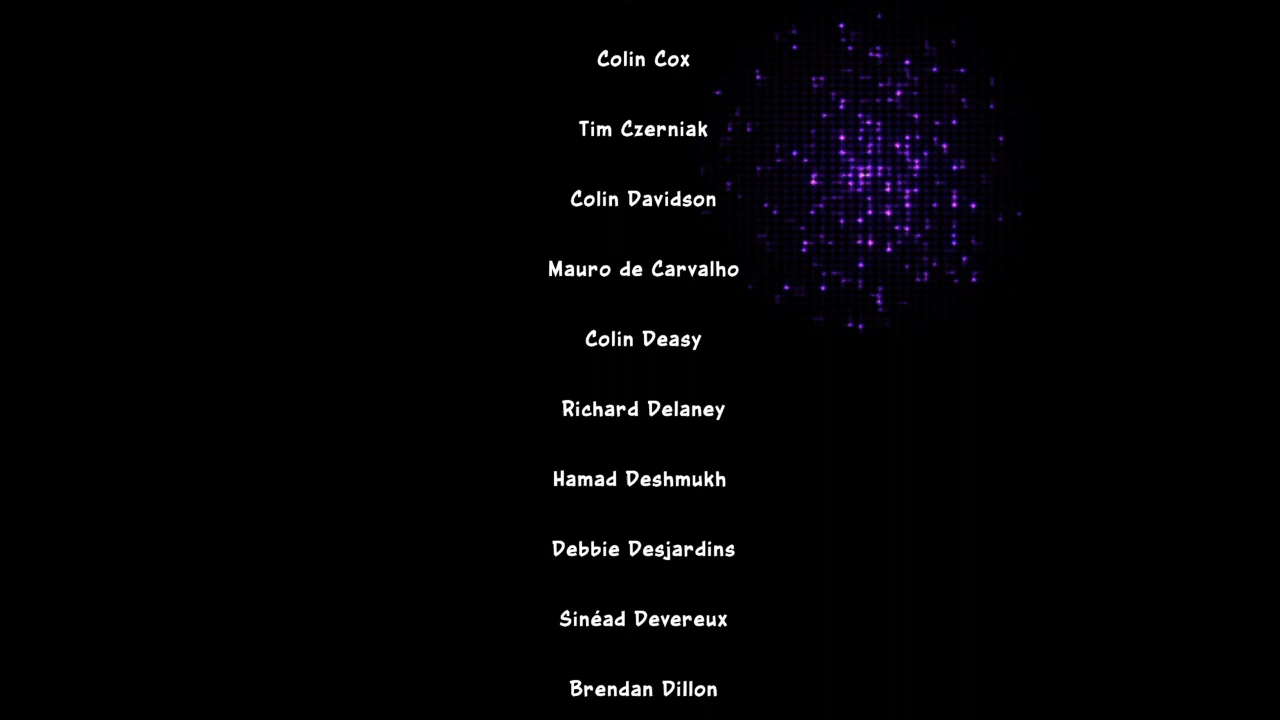 Colin Cox
Tim Czerniak
Colin Davidson
Mauro de Carvalho
Colin Deasy
Richard Delaney
Hamad Deshmukh
Debbie Desjardins
Sinéad Devereux
Brendan Dillon